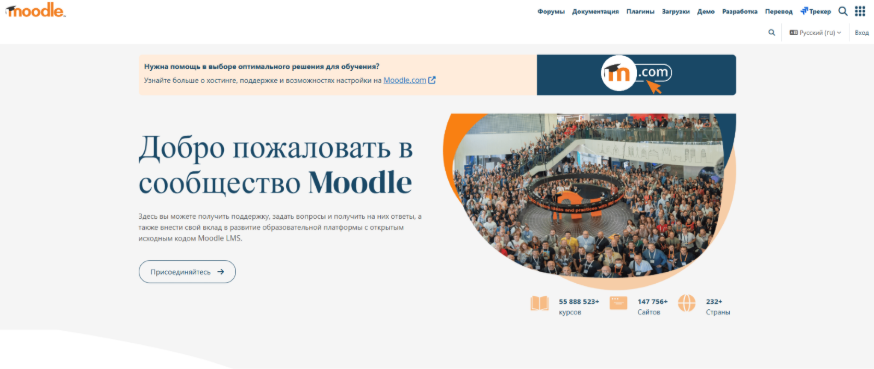 moodle
Форумы Документация Плагины Загрузки Демо Разработка Перевод Трекер
Русский (ru) Вход
Нужна помощь в выборе оптимального решения для обучения?
Узнайте больше о хостинге, поддержке и возможностях настройки на Moodle.com
m .com
Добро пожаловать в
сообщество Moodle
Здесь вы можете получить поддержку, задать вопросы и получить на них ответы, а
также внести свой вклад в развитие образовательной платформы с открытым
исходным кодом Moodle LMS.
Присоединяйтесь
55 888 523+ 147 756+ 232+
курсов Сайтов Страны